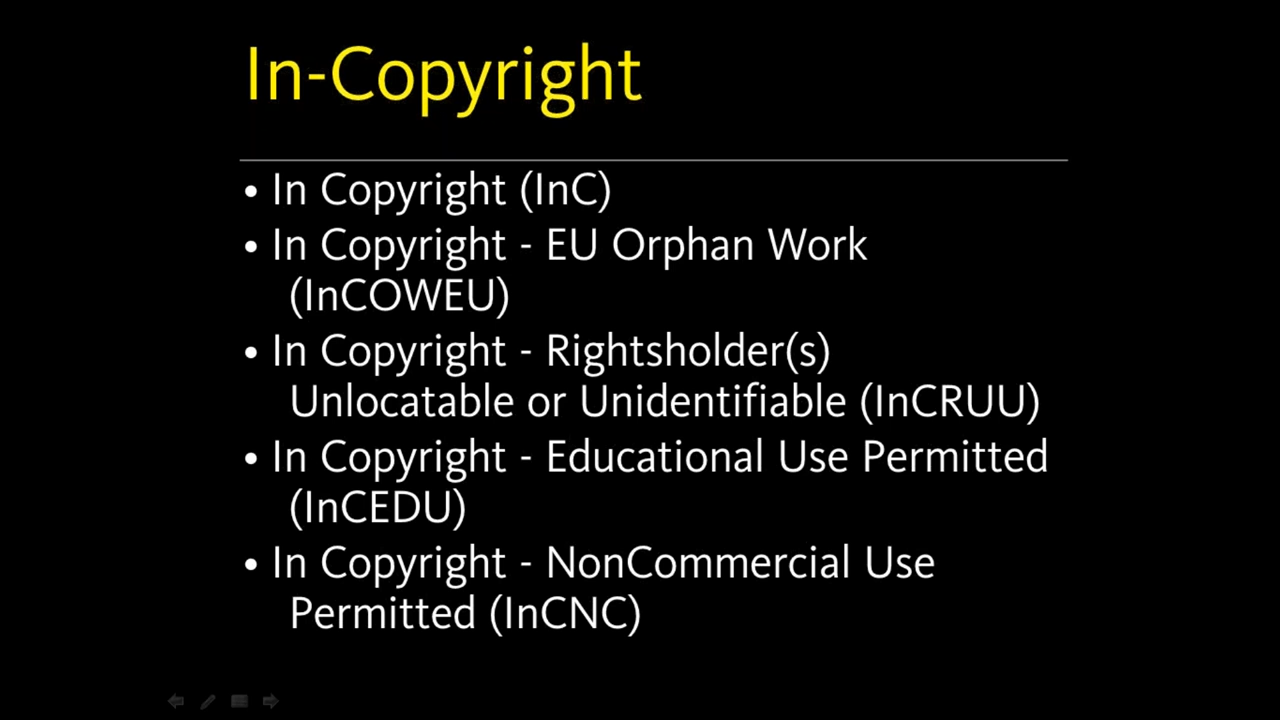 In-Copyright
• In Copyright (InC)
• In Copyright - EU Orphan Work
(InCOWEU)
• In Copyright - Rightsholder(s)
Unlocatable or Unidentifiable (InCRUU)
• In Copyright - Educational Use Permitted
(InCEDU)
• In Copyright - NonCommercial Use
Permitted (InCNC)